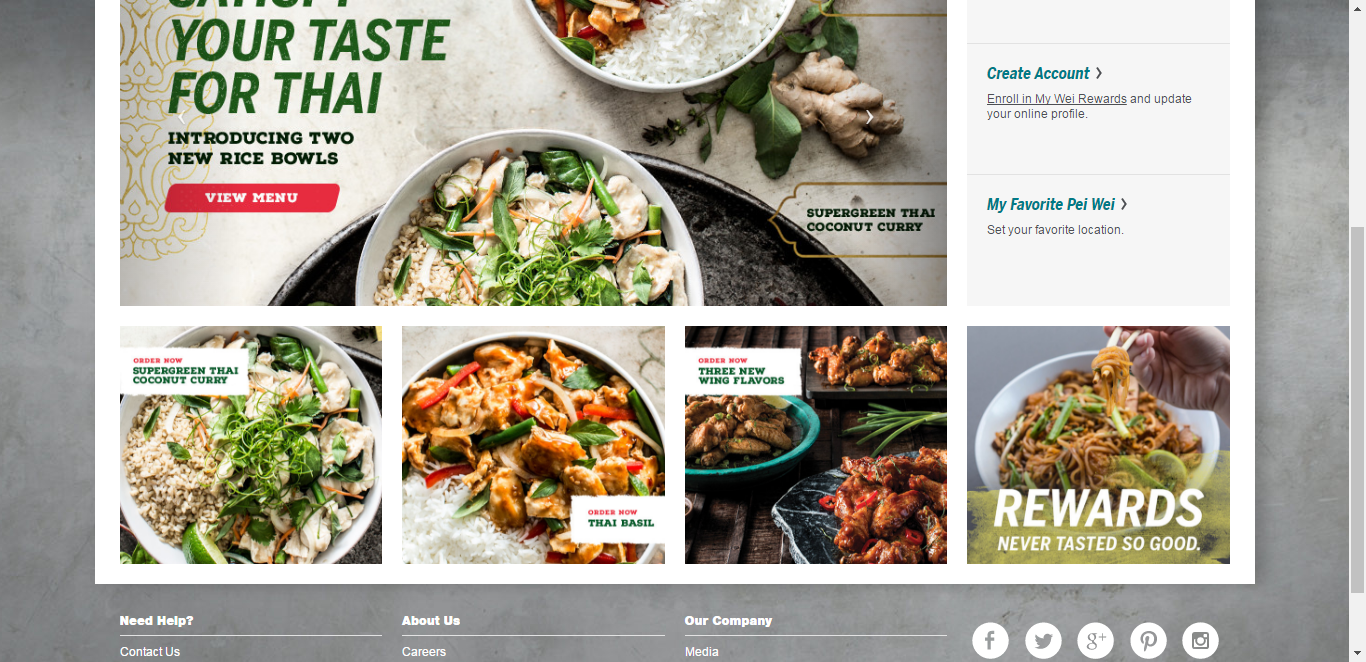 SATISFY
YOUR TASTE
FOR THAI
INTRODUCING TWO
NEW RICE BOWLS
VIEW MENU
SUPERGREEN THAI
COCONUT CURRY
Create Account
Enroll in My Wei Rewards and update
your online profile.
My Favorite Pei Wei
Set your favorite location.
ORDER NOW
SUPERGREEN THAI
COCONUT CURRY
ORDER NOW
THAI BASIL
ORDER NOW
THREE NEW
WING FLAVORS
REWARDS
NEVER TASTED SO GOOD.
Need Help?
About Us
Our Company
Contact Us
Careers
Media